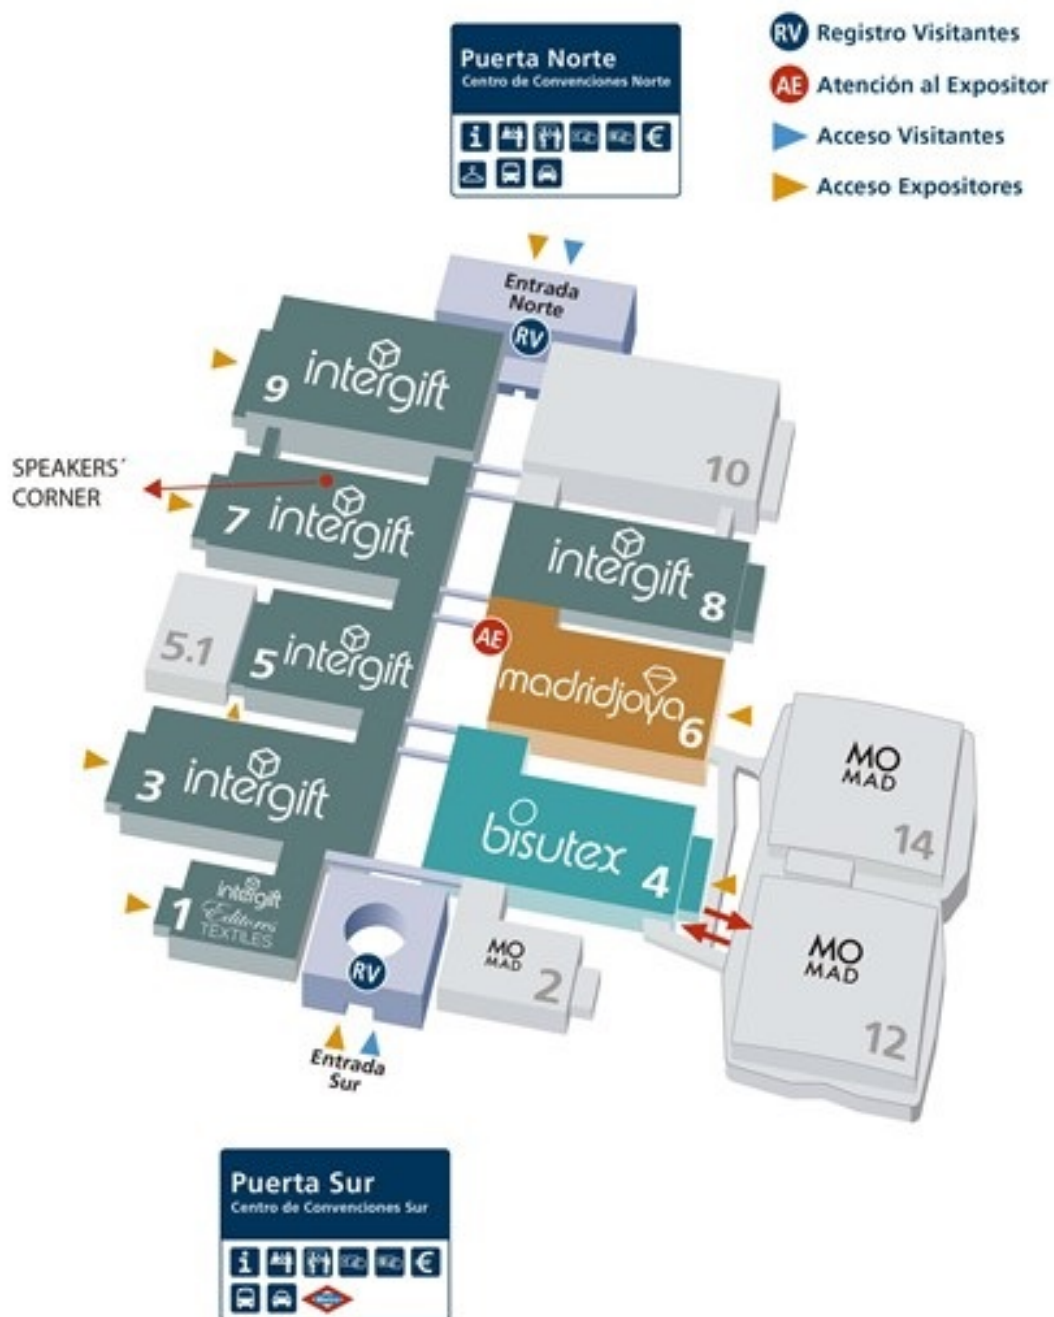 Puerta Norte
Centro de Convenciones Norte
RV Registro Visitantes
AE Atención al Expositor
Acceso Visitantes
Acceso Expositores
Entrada
Norte
RV
9 intergift
10
SPEAKERS´
CORNER
7 intergift
intergift 8
5.1
5 intergift
AE
madridjoya 6
3 intergift
MO
MAD
14
bisutex 4
1 intergift
Editorni
TEXTILES
MO
MAD
2
MO
MAD
12
RV
Entrada
Sur
Puerta Sur
Centro de Convenciones Sur